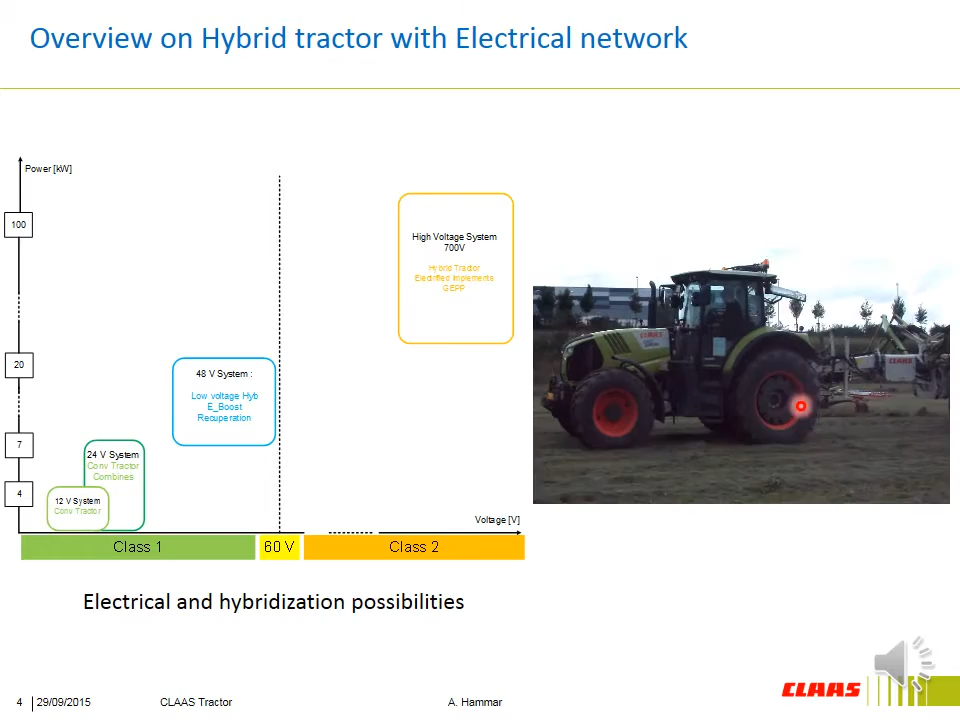 Overview on Hybrid tractor with Electrical network
Power [kW]
100
20
7
4
High Voltage System
700V
Hybrid Tractor
Electrified Implements
GEPP
48 V System :
Low voltage Hyb
E_Boost
Recuperation
24 V System
Conv Tractor
Combines
12 V System
Conv Tractor
Voltage [V]
Class 1
60 V
Class 2
CLAAS
CLAAS
Electrical and hybridization possibilities
4
29/09/2015
CLAAS Tractor
A. Hammar
CLAAS